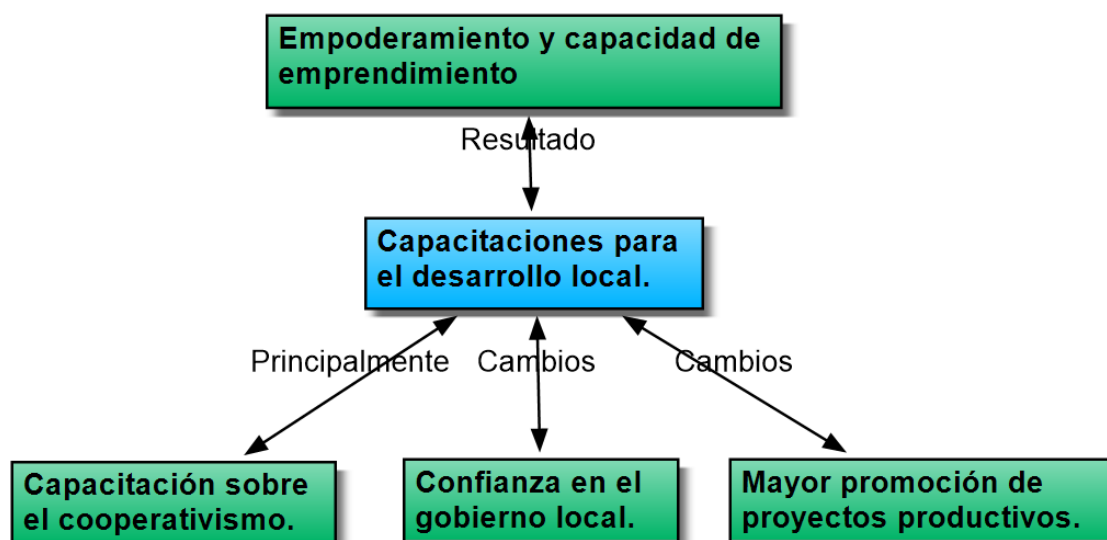 Empoderamiento y capacidad de
emprendimiento
Resultado
Capacitaciones para
el desarrollo local.
Principalmente
Cambios
Cambios
Capacitación sobre
el cooperativismo.
Confianza en el
gobierno local.
Mayor promoción de
proyectos productivos.